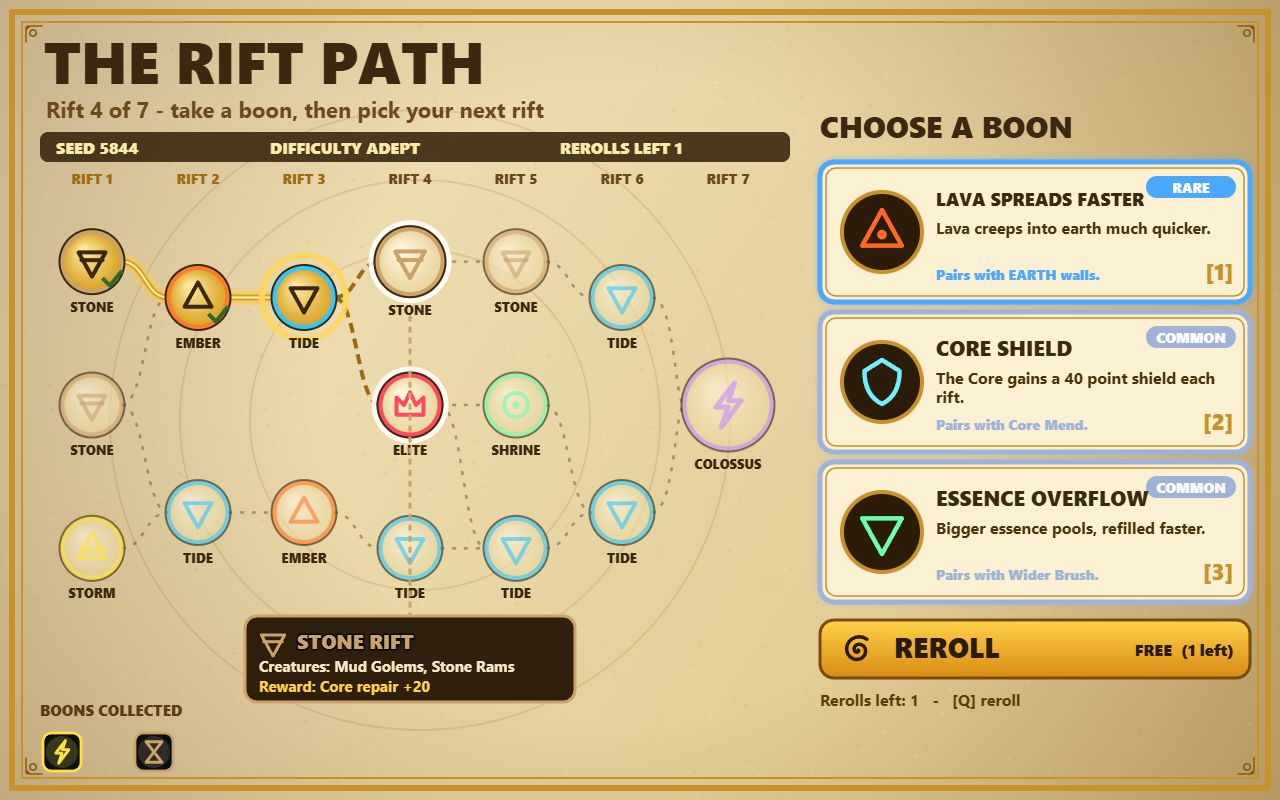 THE RIFT PATH
Rift 4 of 7 - take a boon, then pick your next rift
SEED 5844 DIFFICULTY ADEPT REROLLS LEFT 1
RIFT 1 RIFT 2 RIFT 3 RIFT 4 RIFT 5 RIFT 6 RIFT 7
STONE STONE STONE
EMBER TIDE TIDE
STONE ELITE SHRINE
COLOSSUS
TIDE EMBER TIDE
STORM TIDE TIDE
STONE RIFT
Creatures: Mud Golems, Stone Rams
Reward: Core repair +20
BOONS COLLECTED
CHOOSE A BOON
RARE
LAVA SPREADS FASTER
Lava creeps into earth much quicker.
Pairs with EARTH walls. [1]
COMMON
CORE SHIELD
The Core gains a 40 point shield each
rift.
Pairs with Core Mend. [2]
COMMON
ESSENCE OVERFLOW
Bigger essence pools, refilled faster.
Pairs with Wider Brush. [3]
REROLL FREE (1 left)
Rerolls left: 1 - [Q] reroll